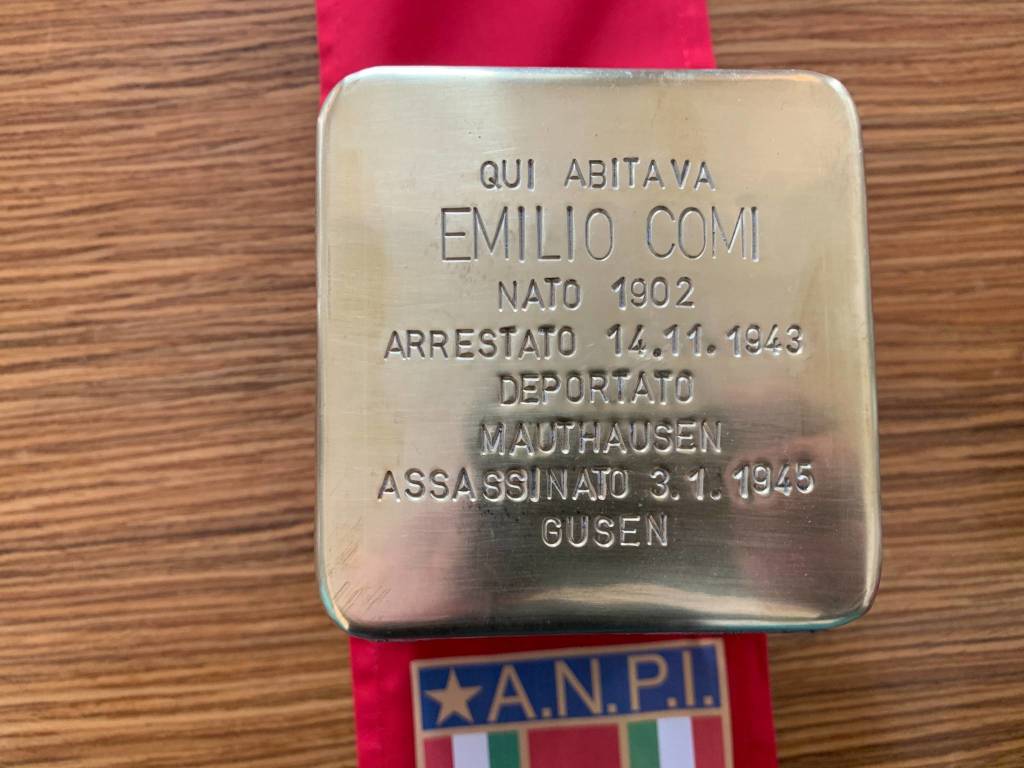 QUI ABITAVA
EMILIO COMI
NATO 1902
ARRESTATO 14.11.1943
DEPORTATO
MAUTHAUSEN
ASSASSINATO 3.1.1945
GUSEN
A.N.P.I.